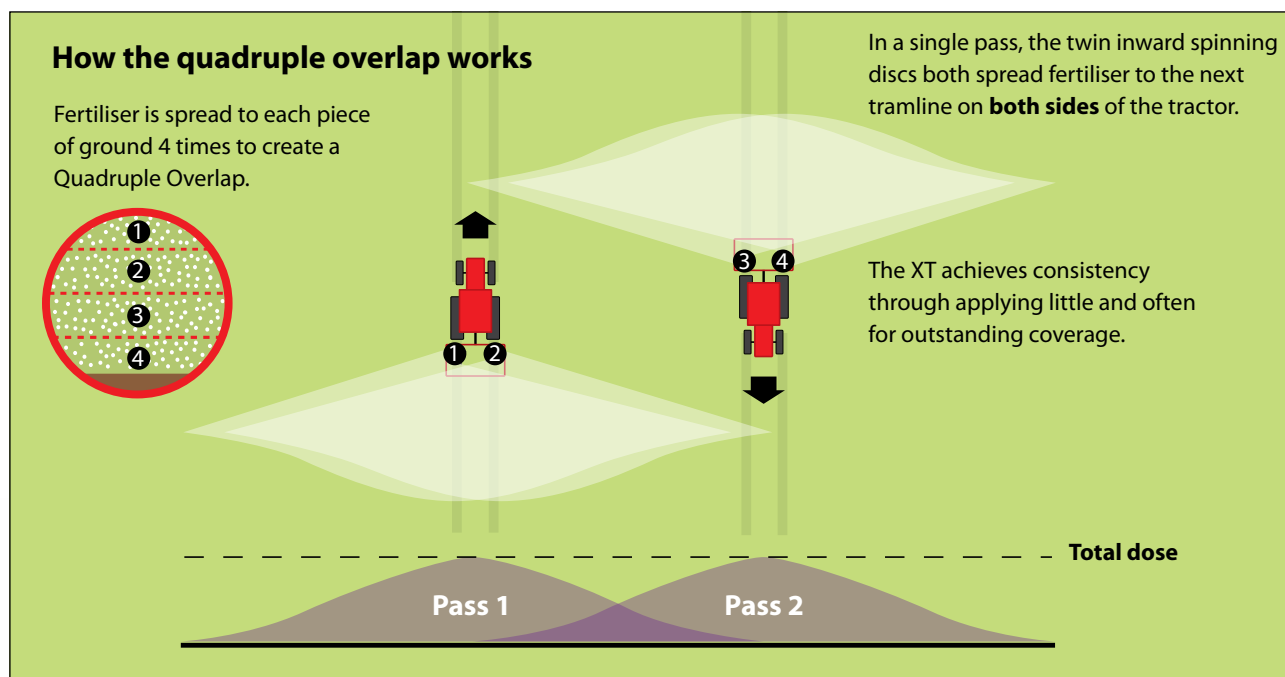 How the quadruple overlap works
Fertiliser is spread to each piece
of ground 4 times to create a
Quadruple Overlap.
1
2
3
4
In a single pass, the twin inward spinning
discs both spread fertiliser to the next
tramline on both sides of the tractor.
The XT achieves consistency
through applying little and often
for outstanding coverage.
3 4
1 2
Total dose
Pass 1 Pass 2